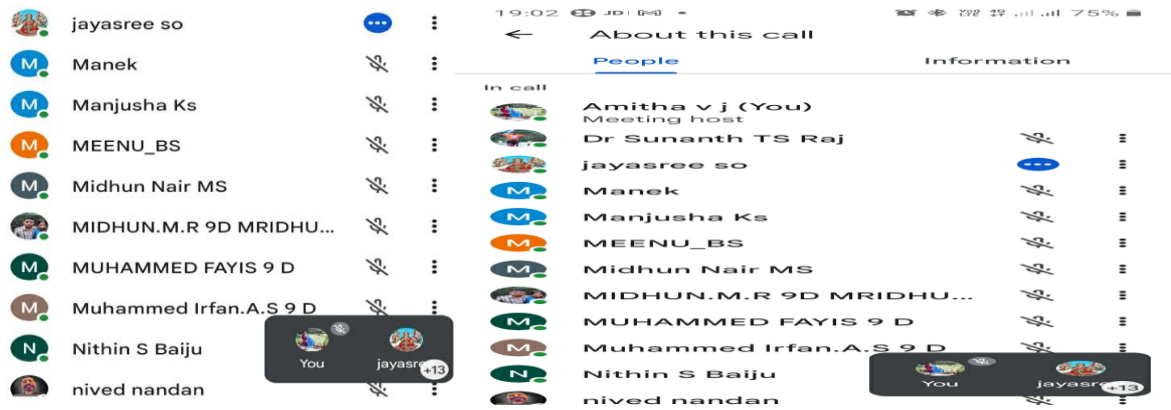 jayasree so
Manek
Manjusha Ks
MEENU_BS
Midhun Nair MS
MIDHUN.M.R 9D MRIDHU...
MUHAMMED FAYIS 9 D
Muhammed Irfan.A.S 9 D
Nithin S Baiju
nived nandan
You jayasr +13
19:02 75%
About this call
People Information
In call
Amitha v j (You)
Meeting host
Dr Sunanth TS Raj
jayasree so
Manek
Manjusha Ks
MEENU_BS
Midhun Nair MS
MIDHUN.M.R 9D MRIDHU...
MUHAMMED FAYIS 9 D
Muhammed Irfan.A.S 9 D
Nithin S Baiju
nived nandan
You jayasr +13